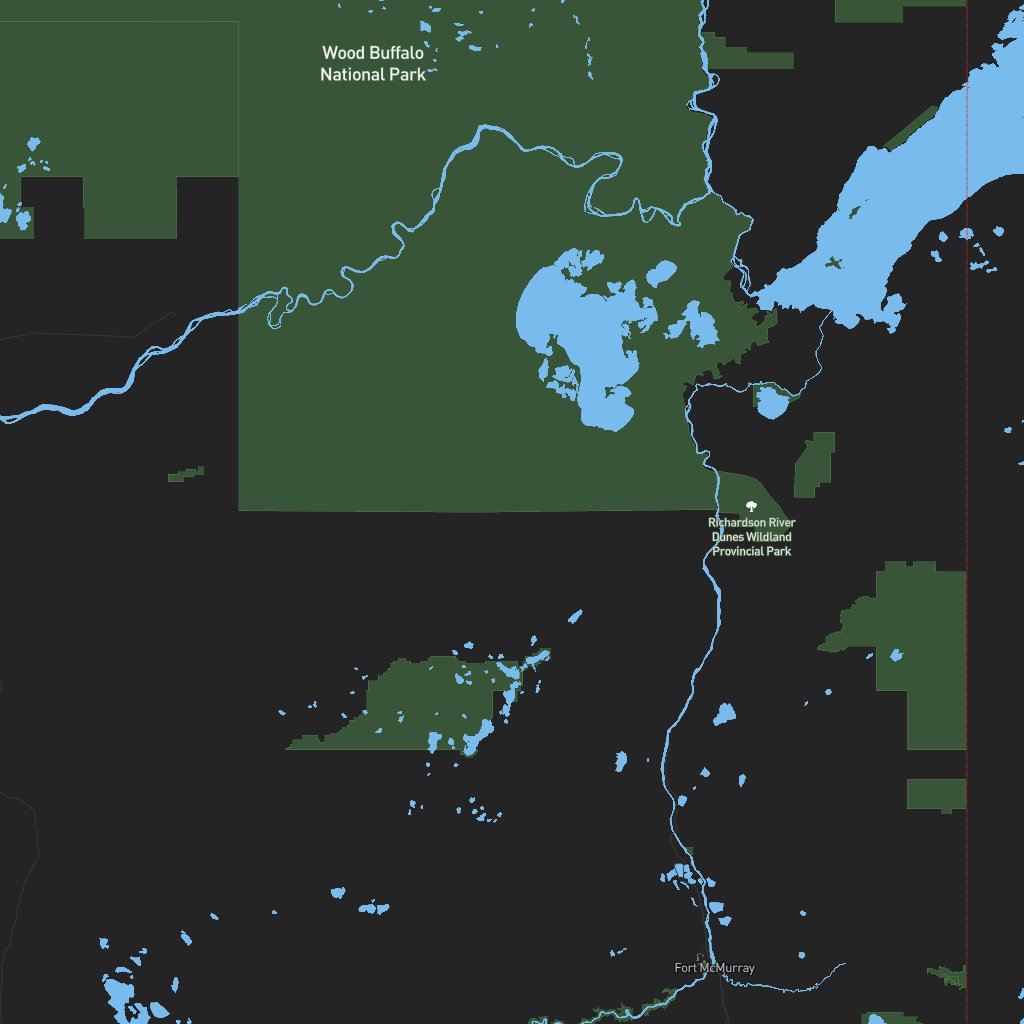 Wood Buffalo
National Park
Richardson River
Dunes Wildland
Provincial Park
Fort McMurray